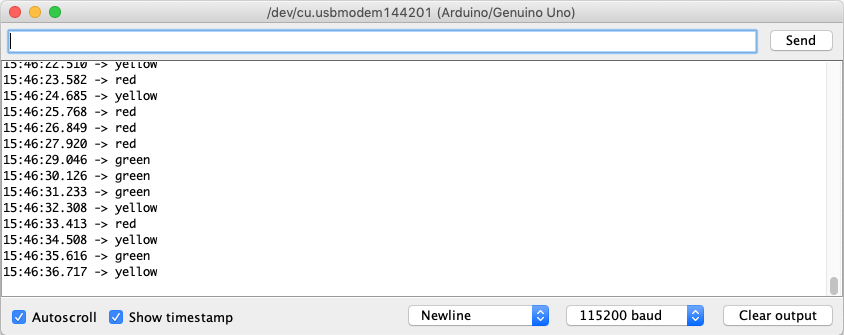 /dev/cu.usbmodem144201 (Arduino/Genuino Uno)
Send
15:46:22.510 -> yellow
15:46:23.582 -> red
15:46:24.685 -> yellow
15:46:25.768 -> red
15:46:26.849 -> red
15:46:27.920 -> red
15:46:29.046 -> green
15:46:30.126 -> green
15:46:31.233 -> green
15:46:32.308 -> yellow
15:46:33.413 -> red
15:46:34.508 -> yellow
15:46:35.616 -> green
15:46:36.717 -> yellow
Autoscroll Show timestamp Newline 115200 baud Clear output